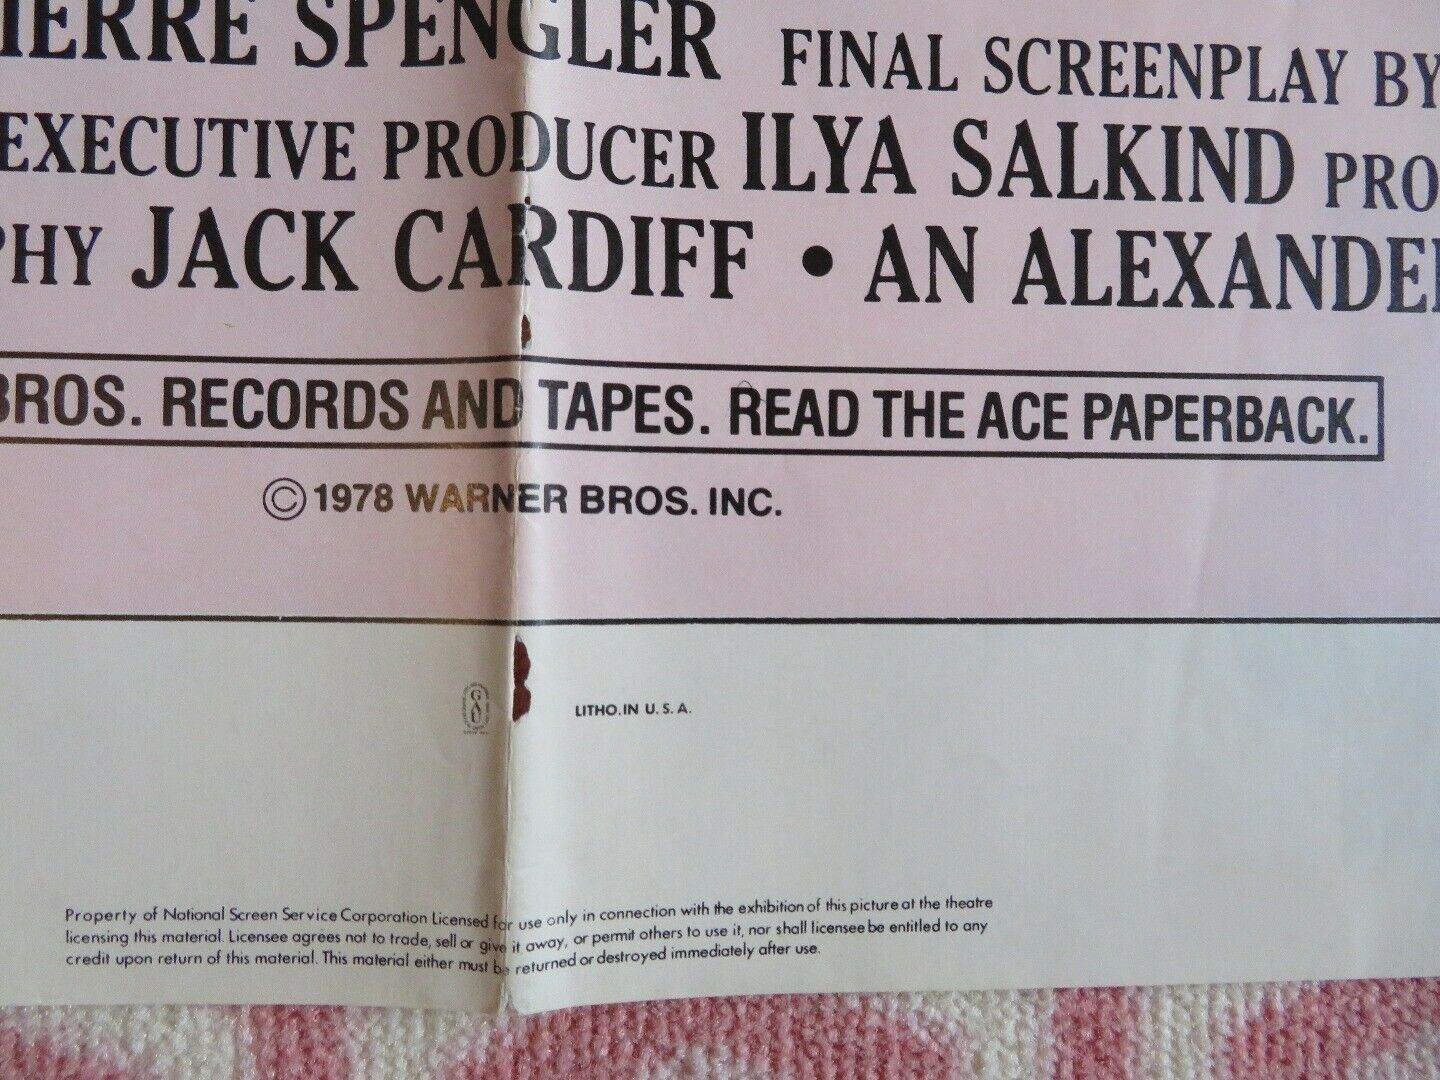 IERRE SPENGLER FINAL SCREENPLAY BY
EXECUTIVE PRODUCER ILYA SALKIND PRO
PHY JACK CARDIFF • AN ALEXANDE
BROS. RECORDS AND TAPES. READ THE ACE PAPERBACK.
© 1978 WARNER BROS. INC.
GAU
LITHO. IN U. S. A.
Property of National Screen Service Corporation Licensed for use only in connection with the exhibition of this picture at the theatre
licensing this material. Licensee agrees not to trade, sell or give it away, or permit others to use it, nor shall licensee be entitled to any
credit upon return of this material. This material either must be returned or destroyed immediately after use.